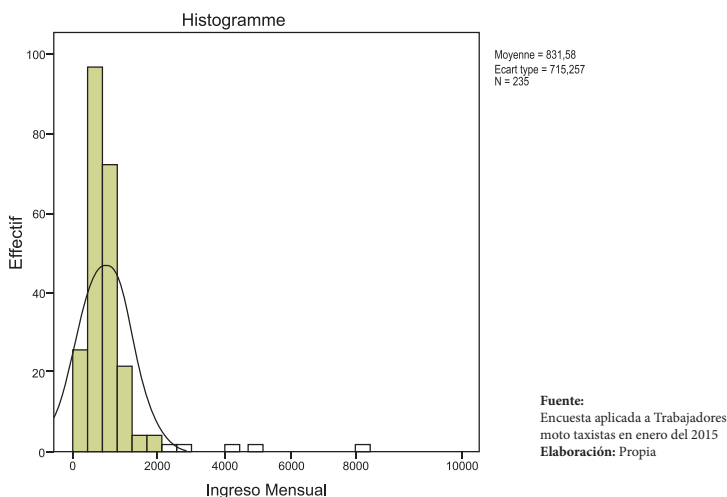 Histogramme
Moyenne = 831,58
Ecart type = 715,257
N = 235
Effectif
100
80
60
40
20
0
0 2000 4000 6000 8000 10000
Ingreso Mensual
Fuente:
Encuesta aplicada a Trabajadores
moto taxistas en enero del 2015
Elaboración: Propia